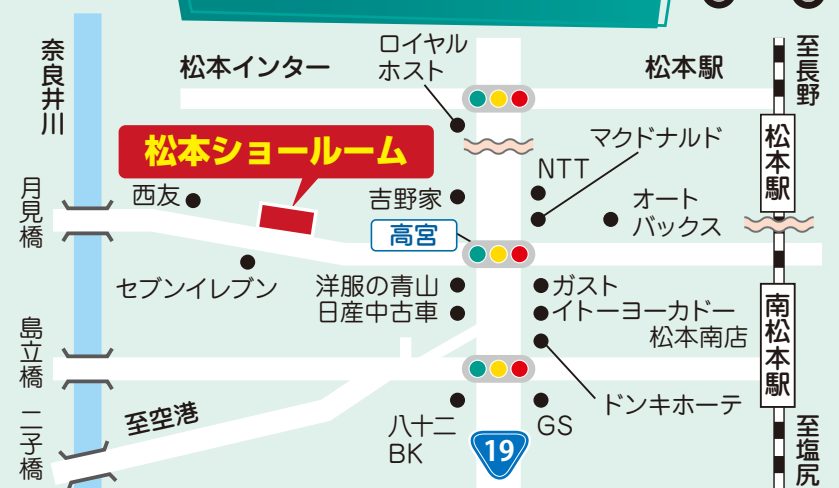 ロイヤル
ホスト
松本インター
松本駅
至長野
奈良井川
松本ショールーム
マクドナルド
松本駅
NTT
月見橋
西友
吉野家
オート
バックス
高宮
セブンイレブン
洋服の青山
ガスト
日産中古車
イトーヨーカドー
松本南店
南松本駅
島立橋
ドンキホーテ
二子橋
至空港
八十二
BK
GS
19
至塩尻